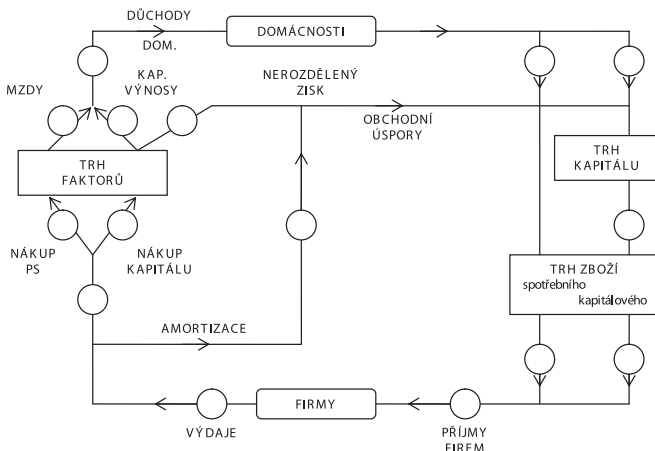 DŮCHODY
DOM.
DOMÁCNOSTI
MZDY
KAP.
VÝNOSY
NEROZDĚLENÝ
ZISK
OBCHODNÍ
ÚSPORY
TRH
KAPITÁLU
TRH
FAKTORŮ
NÁKUP
PS
NÁKUP
KAPITÁLU
TRH ZBOŽÍ
spotřebního
kapitálového
AMORTIZACE
VÝDAJE
FIRMY
PŘÍJMY
FIREM